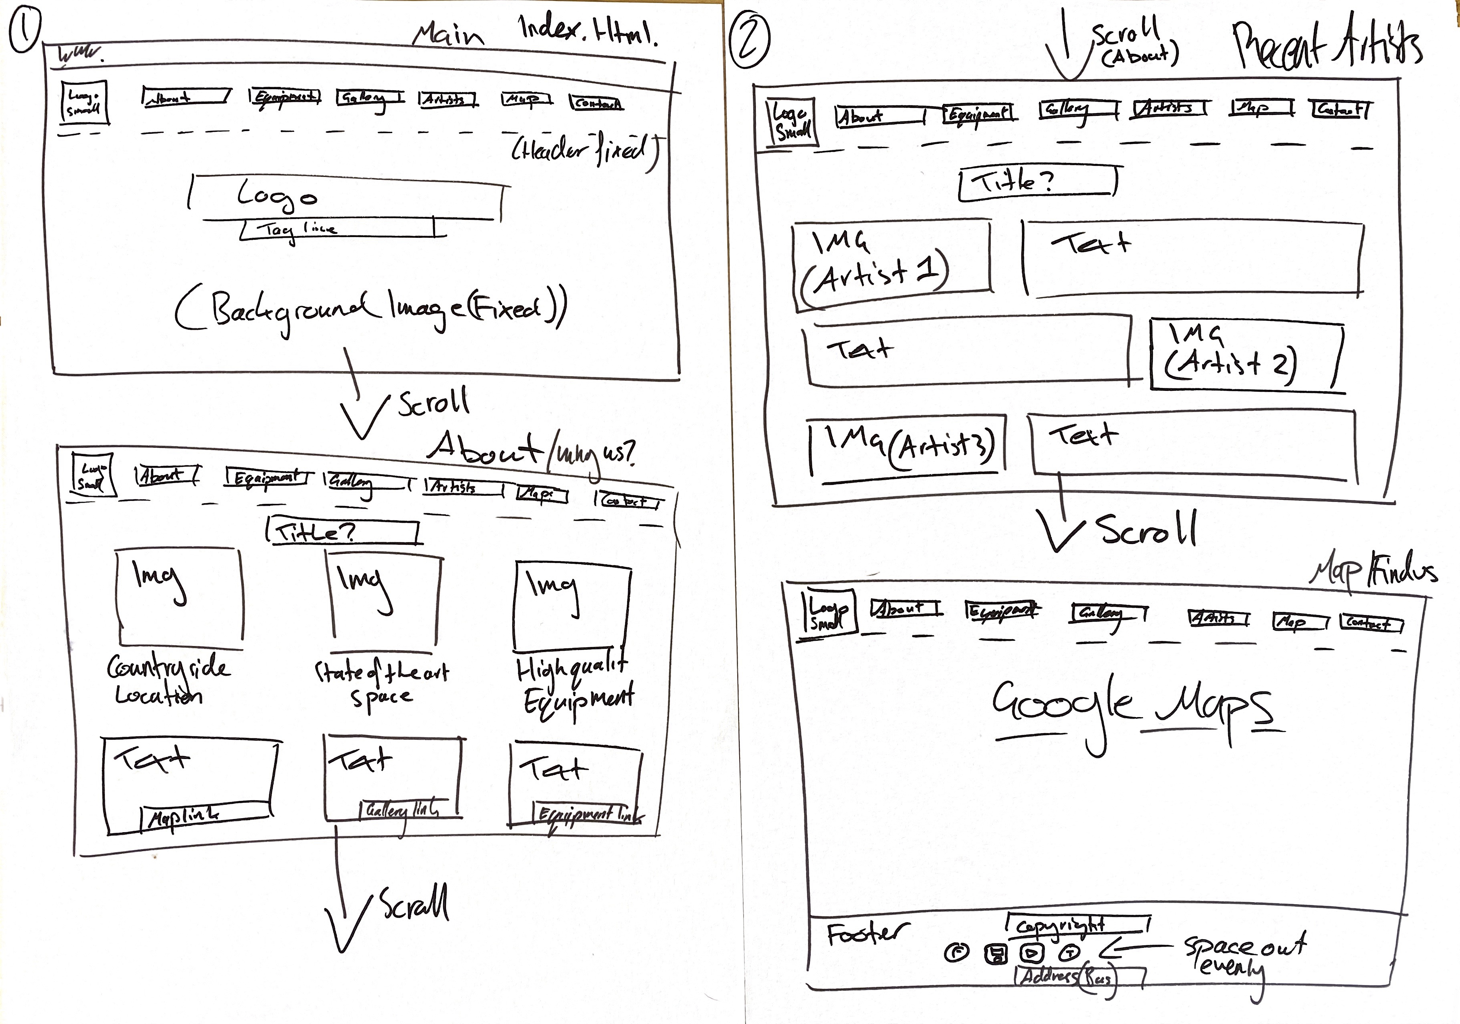 1
Main Index.Html.
www.
Logo
Small
About Equipment Gallery Artists Map Contact
(Header fixed)
Logo
Tag line
(Background Image (Fixed))
Scroll
About/
us?
Logo
Small
About Equipment Gallery Artists Maps Contact
Title?
Img Img Img
Countryside
Location
State of the art
space
High qualit
Equipment
Text Text Text
Map link Gallery link Equipment link
Scroll
2
Scroll
(About)
Recent Artists
Logo
Small
About Equipment Gallery Artists Map Contact
Title?
IMG
(Artist 1)
Text
Text
IMG
(Artist 2)
IMG (Artist 3)
Text
Scroll
Map/Find us
Logo
Small
About Equipment Gallery Artists Map Contact
Google Maps
Footer
Copyright
F
T
space out
evenly
Address